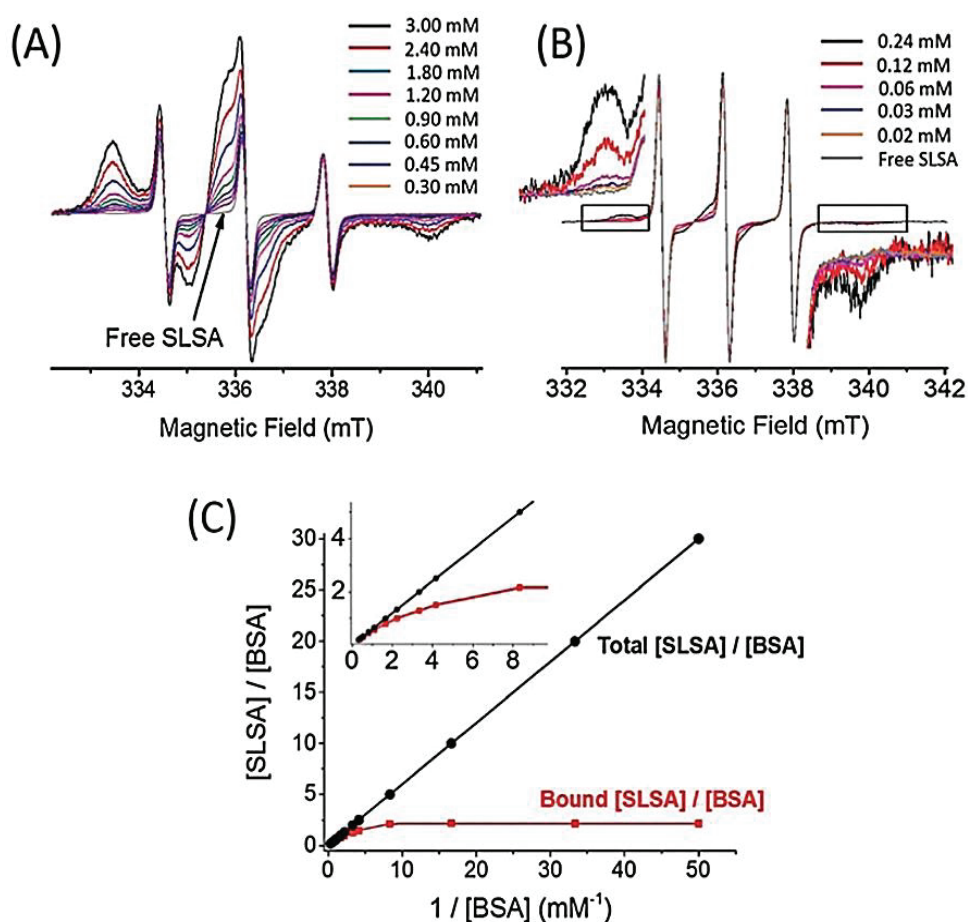 (A)
3.00 mM
2.40 mM
1.80 mM
1.20 mM
0.90 mM
0.60 mM
0.45 mM
0.30 mM
Free SLSA
334 336 338 340
Magnetic Field (mT)
(B)
0.24 mM
0.12 mM
0.06 mM
0.03 mM
0.02 mM
Free SLSA
332 334 336 338 340 342
Magnetic Field (mT)
(C)
30
25
20
15
10
5
0
[SLSA] / [BSA]
4
2
0 2 4 6 8
Total [SLSA] / [BSA]
Bound [SLSA] / [BSA]
0 10 20 30 40 50
1 / [BSA] (mM⁻¹)